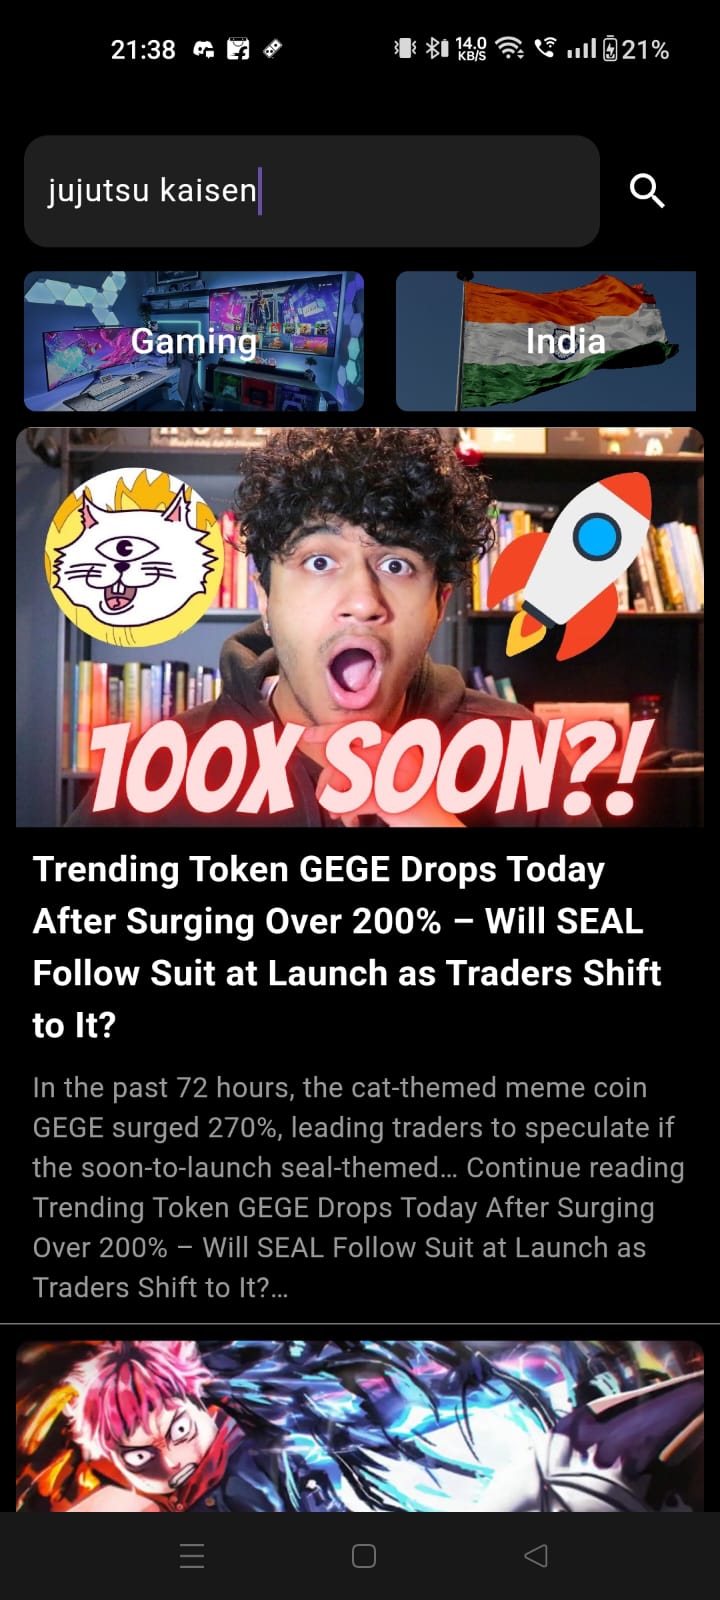 21:38
14.0
KB/S
21%
jujutsu kaisen
Gaming
India
100X SOON?!
Trending Token GEGE Drops Today
After Surging Over 200% – Will SEAL
Follow Suit at Launch as Traders Shift
to It?
In the past 72 hours, the cat-themed meme coin
GEGE surged 270%, leading traders to speculate if
the soon-to-launch seal-themed… Continue reading
Trending Token GEGE Drops Today After Surging
Over 200% – Will SEAL Follow Suit at Launch as
Traders Shift to It?…